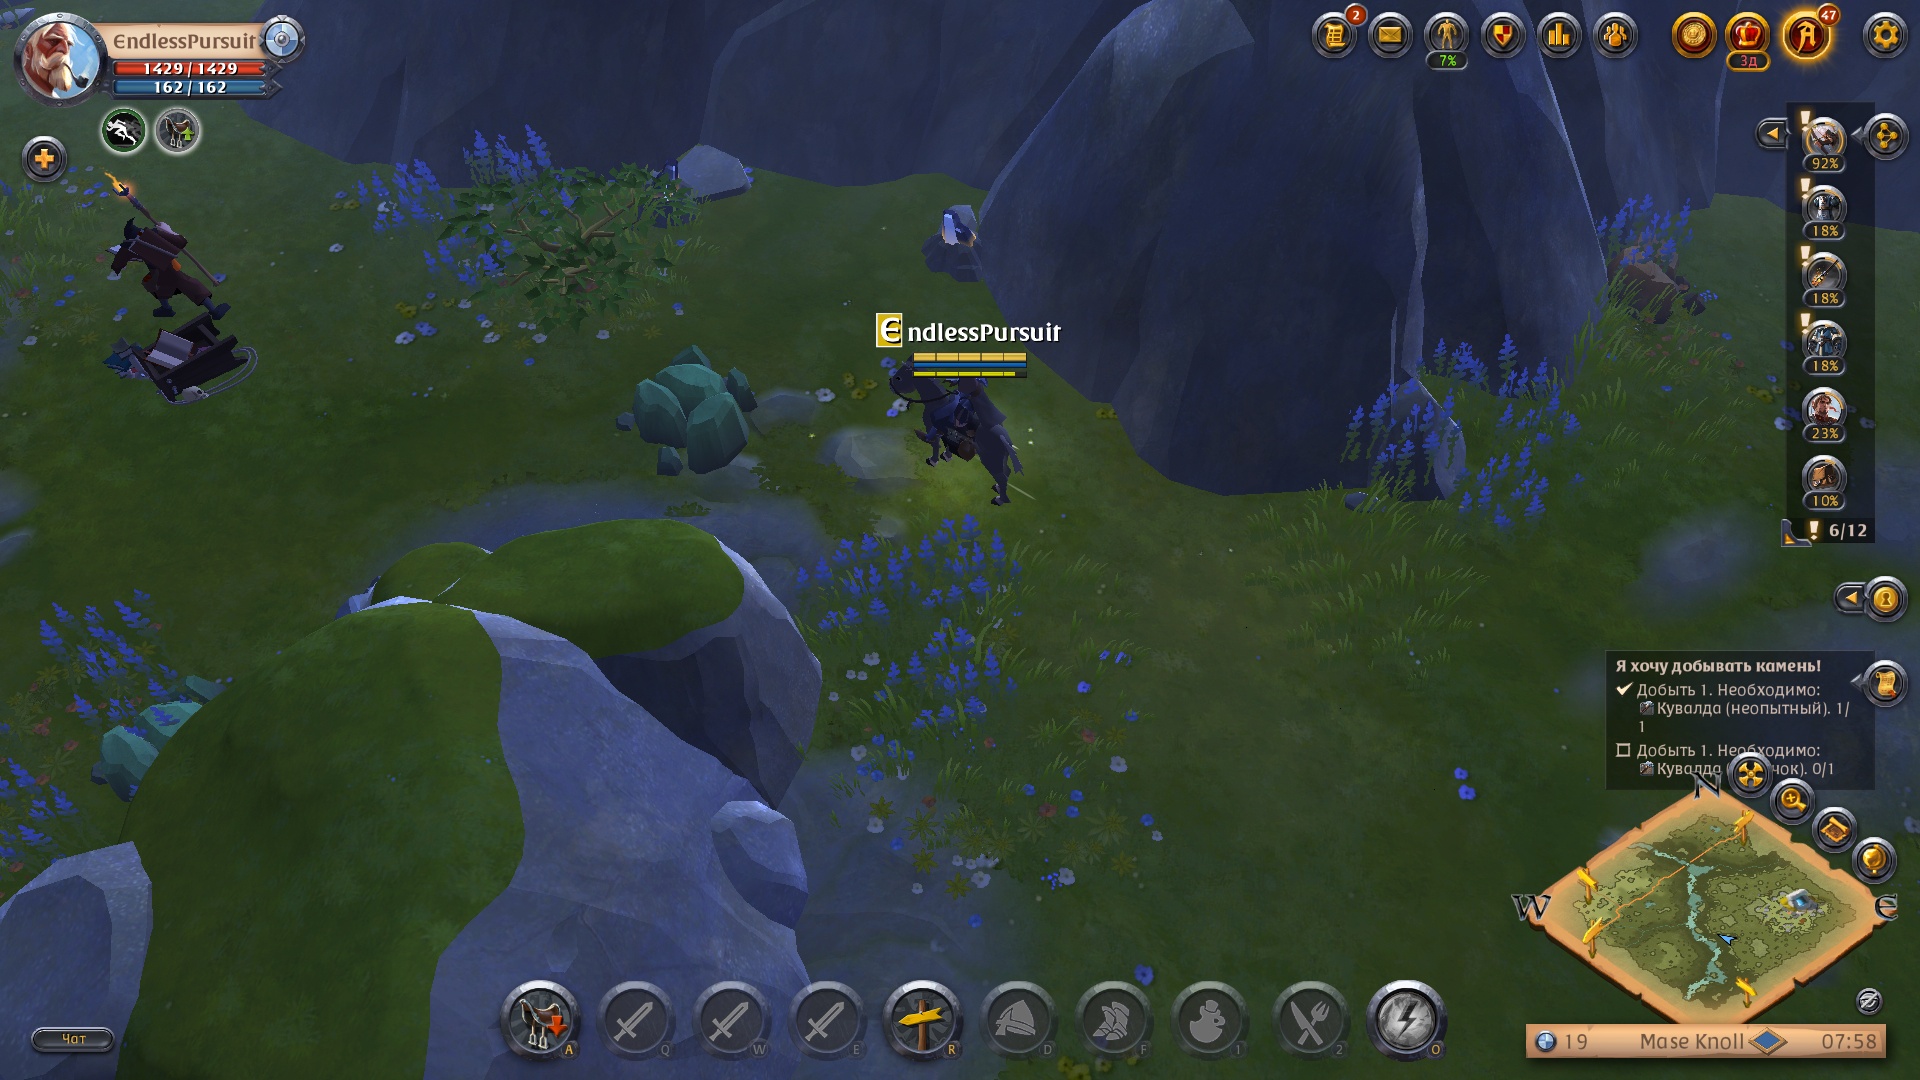 EndlessPursuit
1429 / 1429
162 / 162
2
7%
3д
47
92%
18%
18%
18%
23%
10%
6/12
EndlessPursuit
Я хочу добывать камень!
Добыть 1. Необходимо:
Кувалда (неопытный). 1/
1
Добыть 1. Необходимо:
Кувалда
чок). 0/1
N
W
E
A
Q
W
E
R
D
F
1
2
O
Чат
19
Mase Knoll
07:58